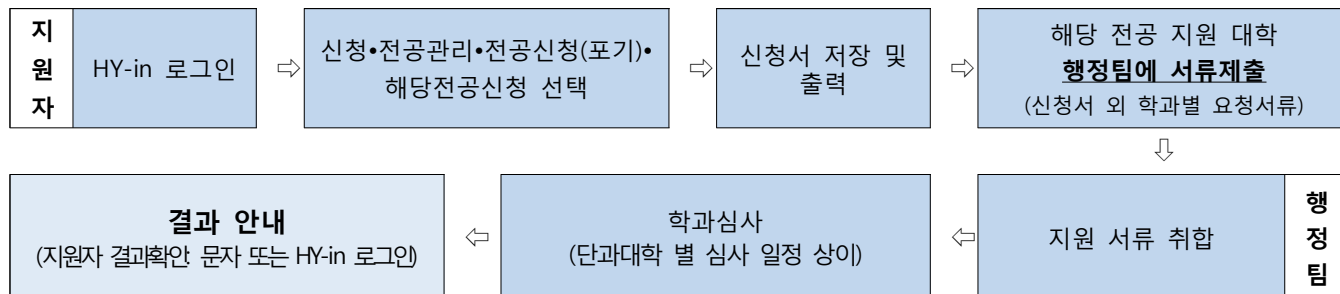 지원자
HY-in 로그인
⇨
신청•전공관리•전공신청(포기)•
해당전공신청 선택
⇨
신청서 저장 및
출력
⇨
해당 전공 지원 대학
행정팀에 서류제출
(신청서 외 학과별 요청서류)
⇩
행정팀
지원 서류 취합
⇦
학과심사
(단과대학 별 심사 일정 상이)
⇦
결과 안내
(지원자 결과확인: 문자 또는 HY-in 로그인)